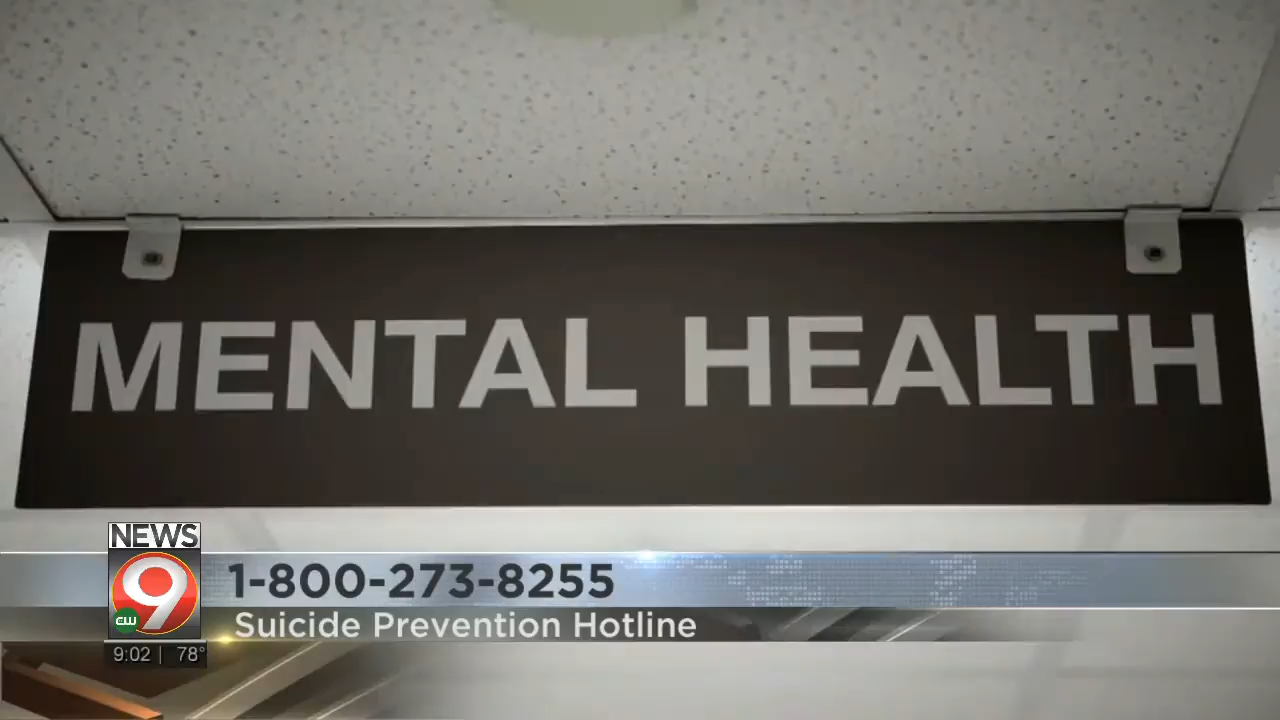 MENTAL HEALTH
NEWS
9
CW
1-800-273-8255
Suicide Prevention Hotline
9:02 | 78°